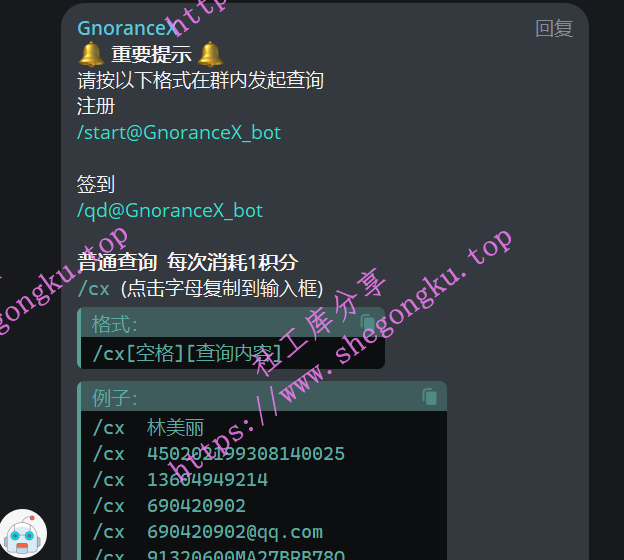 GnoranceX
回复
🔔 重要提示 🔔
请按以下格式在群内发起查询
注册
/start@GnoranceX_bot
签到
/qd@GnoranceX_bot
普通查询 每次消耗1积分
/cx (点击字母复制到输入框)
格式:
/cx[空格][查询内容]
例子:
/cx 林美丽
/cx 450202199308140025
/cx 13604949214
/cx 690420902
/cx 690420902@qq.com
/cx 91320600MA27BRB78Q
社工库分享
https://www.shegongku.top
gongku.top
http